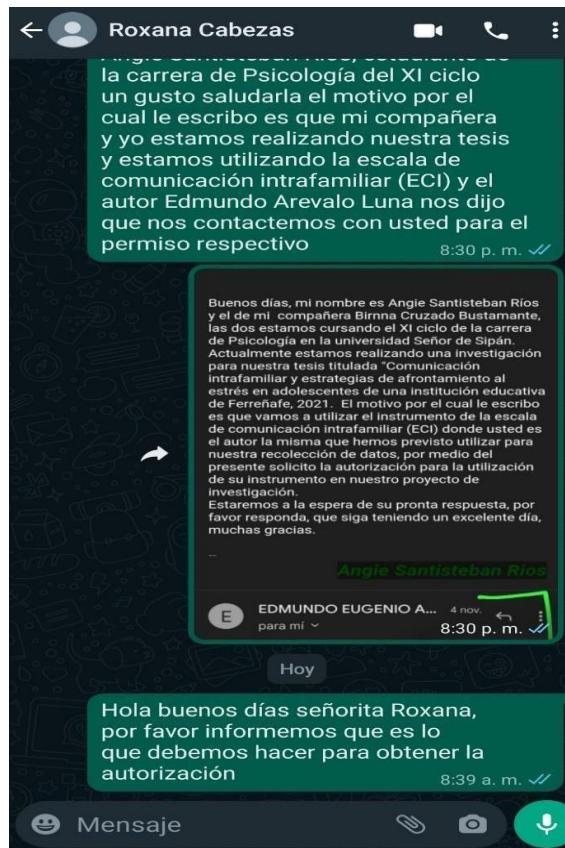 Roxana Cabezas
Angie Santisteban Ríos, estudiante de
la carrera de Psicología del XI ciclo
un gusto saludarla el motivo por el
cual le escribo es que mi compañera
y yo estamos realizando nuestra tesis
y estamos utilizando la escala de
comunicación intrafamiliar (ECI) y el
autor Edmundo Arevalo Luna nos dijo
que nos contactemos con usted para el
permiso respectivo
8:30 p. m.
Buenos días, mi nombre es Angie Santisteban Ríos
y el de mi compañera Birnna Cruzado Bustamante,
las dos estamos cursando el XI ciclo de la carrera
de Psicología en la universidad Señor de Sipán.
Actualmente estamos realizando una investigación
para nuestra tesis titulada "Comunicación
intrafamiliar y estrategias de afrontamiento al
estrés en adolescentes de una institución educativa
de Ferreñafe, 2021. El motivo por el cual le escribo
es que vamos a utilizar el instrumento de la escala
de comunicación intrafamiliar (ECI) donde usted es
el autor la misma que hemos previsto utilizar para
nuestra recolección de datos, por medio del
presente solicito la autorización para la utilización
de su instrumento en nuestro proyecto de
investigación.
Estaremos a la espera de su pronta respuesta, por
favor responda, que siga teniendo un excelente día,
muchas gracias.
--
Angie Santisteban Rios
E
EDMUNDO EUGENIO A... 4 nov.
para mí
8:30 p. m.
Hoy
Hola buenos días señorita Roxana,
por favor informemos que es lo
que debemos hacer para obtener la
autorización
8:39 a. m.
Mensaje